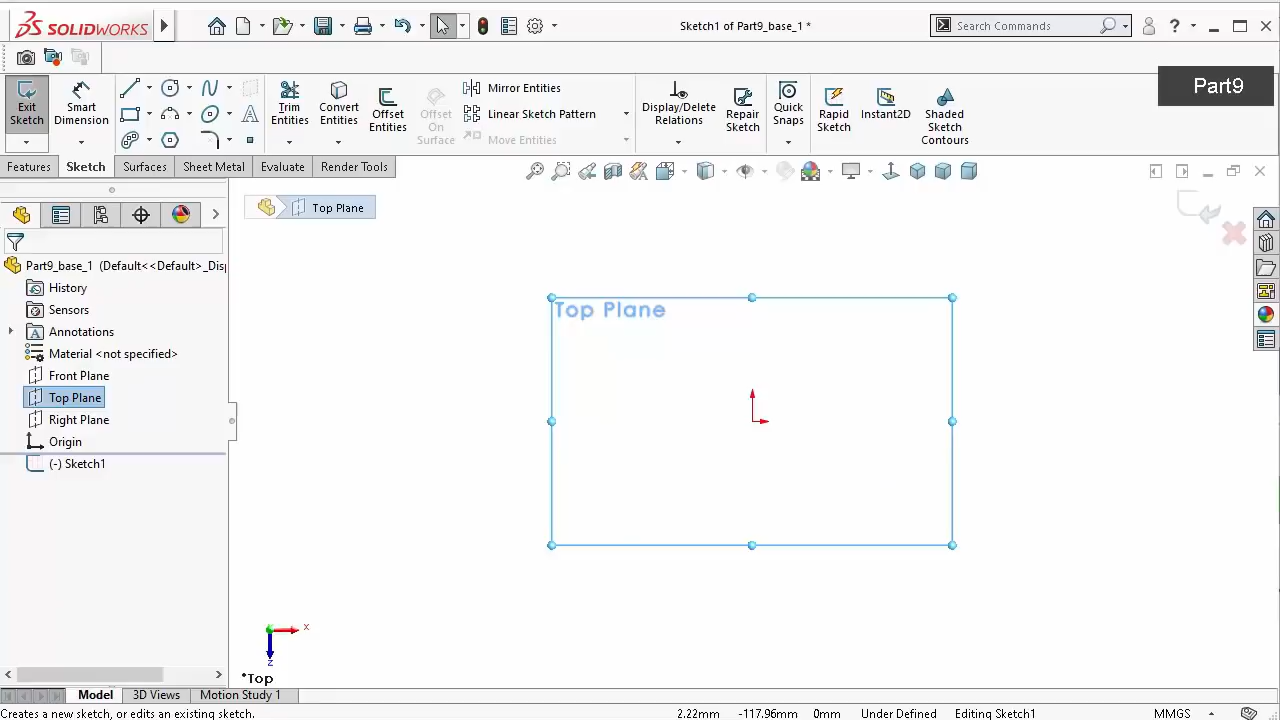 SOLIDWORKS
Sketch1 of Part9_base_1 *
Search Commands
?
Part9
Exit Sketch
Smart Dimension
Trim Entities
Convert Entities
Offset Entities
Offset On Surface
Mirror Entities
Linear Sketch Pattern
Move Entities
Display/Delete Relations
Repair Sketch
Quick Snaps
Rapid Sketch
Instant2D
Shaded Sketch Contours
Features
Sketch
Surfaces
Sheet Metal
Evaluate
Render Tools
Top Plane
Part9_base_1 (Default<<Default>_Disp
History
Sensors
Annotations
Material <not specified>
Front Plane
Top Plane
Right Plane
Origin
(-) Sketch1
Top Plane
x
z
*Top
Model
3D Views
Motion Study 1
Creates a new sketch, or edits an existing sketch.
2.22mm
-117.96mm
0mm
Under Defined
Editing Sketch1
MMGS